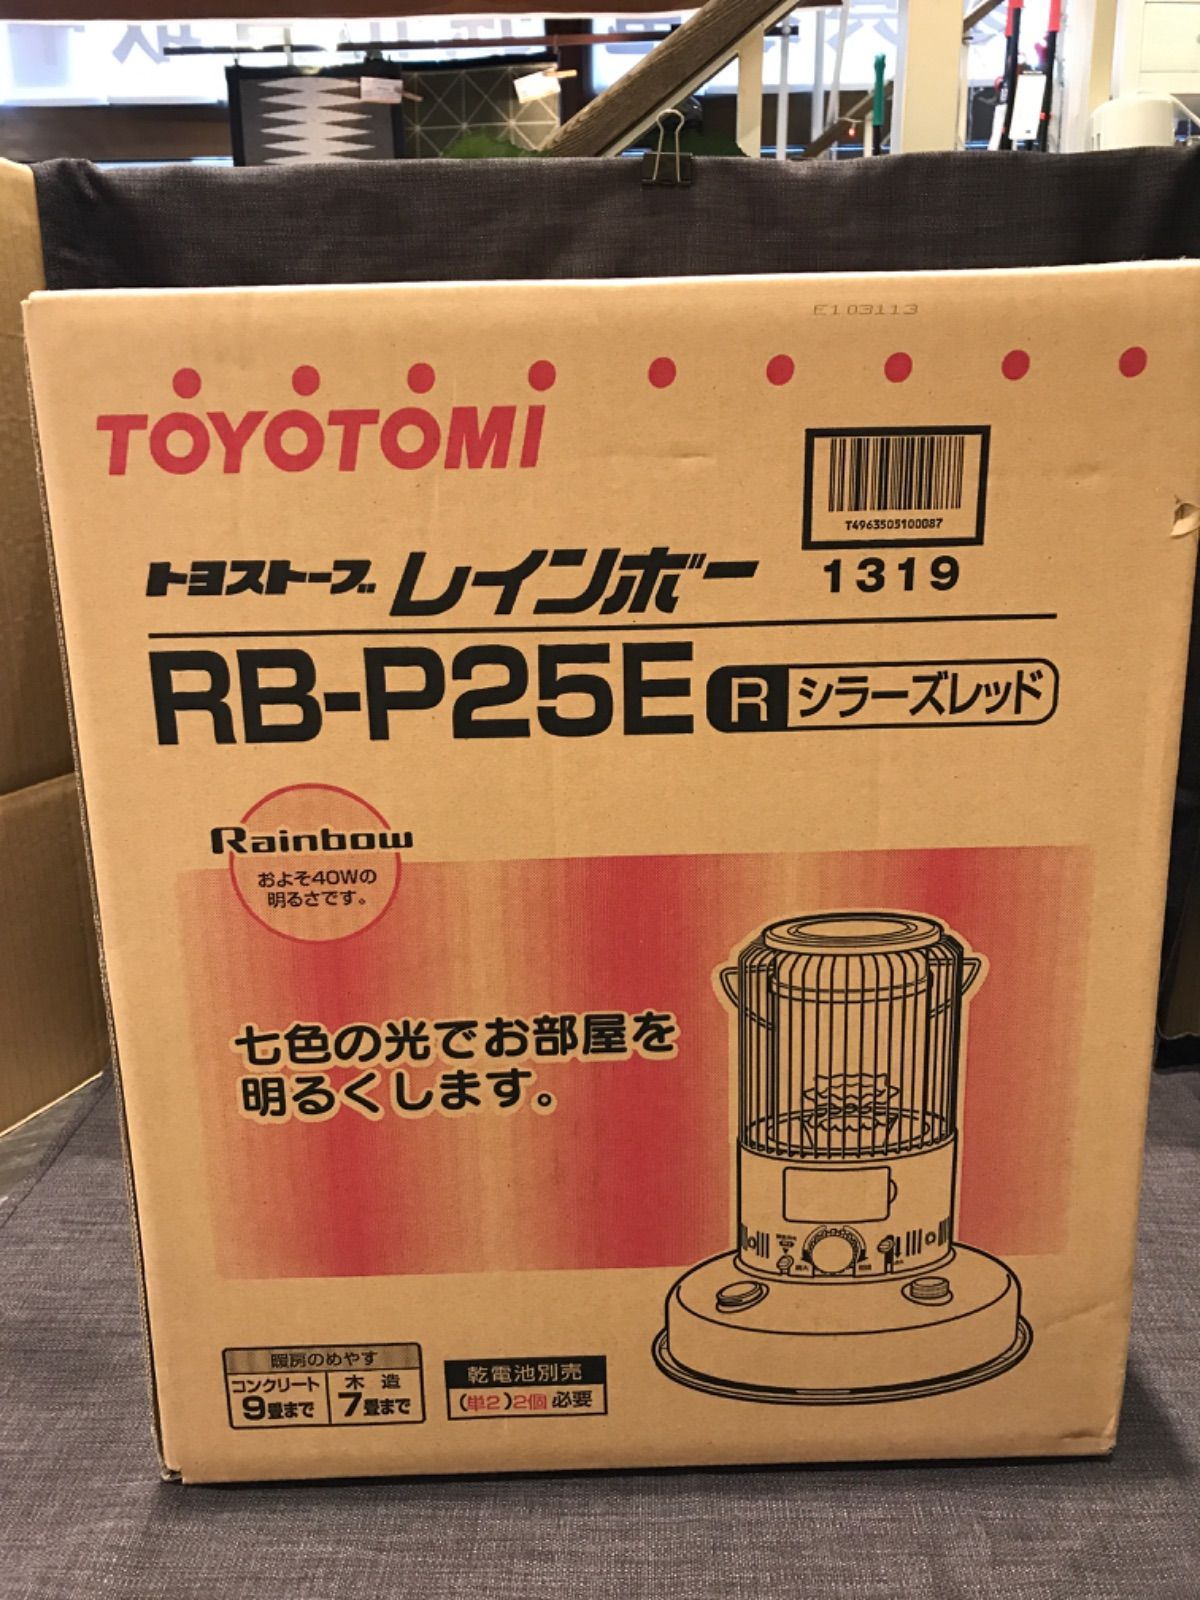 E103113
TOYOTOMI
T4963505100087
1319
トヨストーブ レインボー
RB-P25E R シラーズレッド
Rainbow
およそ40Wの
明るさです。
七色の光でお部屋を
明るくします。
暖房のめやす
コンクリート 木造
9畳まで 7畳まで
乾電池別売
(単2)2個 必要